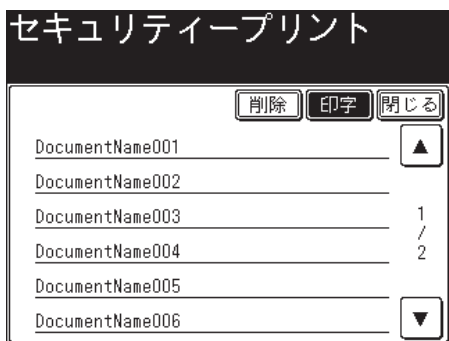 セキュリティープリント
削除 印字 閉じる
DocumentName001
DocumentName002
DocumentName003
DocumentName004
DocumentName005
DocumentName006
▲
1
/
2
▼